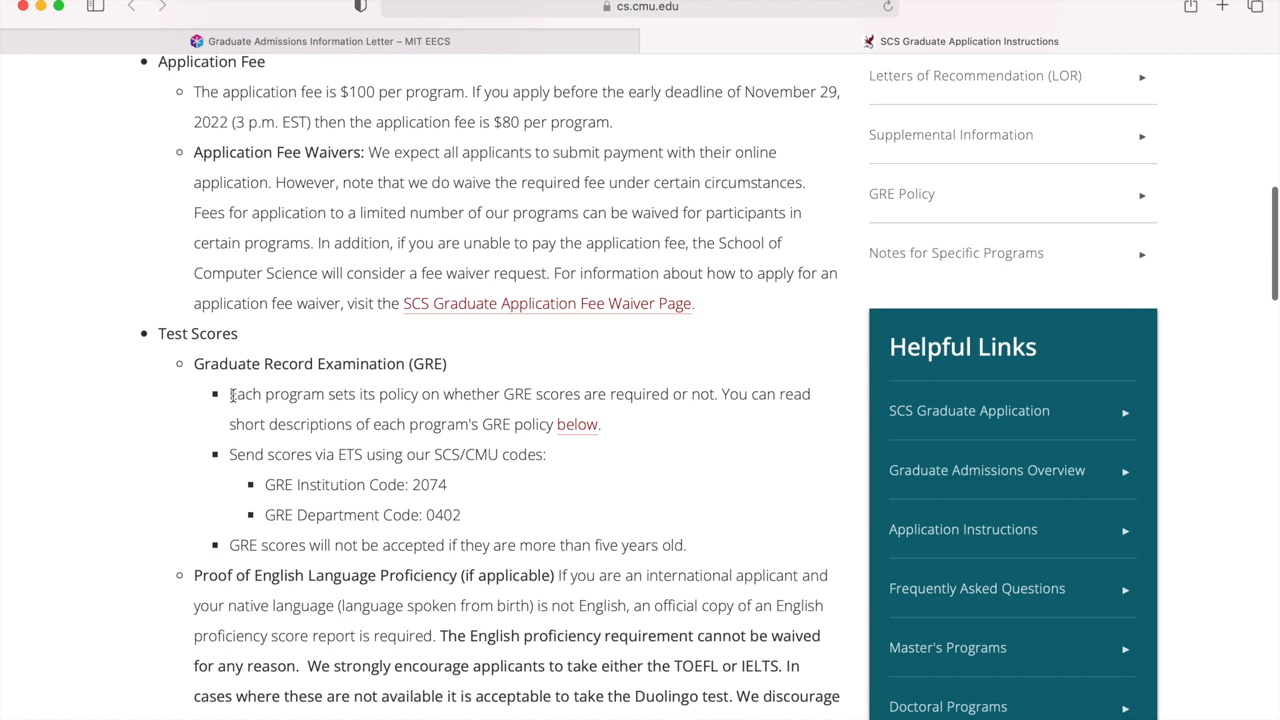 cs.cmu.edu
Graduate Admissions Information Letter – MIT EECS
SCS Graduate Application Instructions
Application Fee
The application fee is $100 per program. If you apply before the early deadline of November 29,
2022 (3 p.m. EST) then the application fee is $80 per program.
Application Fee Waivers: We expect all applicants to submit payment with their online
application. However, note that we do waive the required fee under certain circumstances.
Fees for application to a limited number of our programs can be waived for participants in
certain programs. In addition, if you are unable to pay the application fee, the School of
Computer Science will consider a fee waiver request. For information about how to apply for an
application fee waiver, visit the SCS Graduate Application Fee Waiver Page.
Test Scores
Graduate Record Examination (GRE)
Each program sets its policy on whether GRE scores are required or not. You can read
short descriptions of each program's GRE policy below.
Send scores via ETS using our SCS/CMU codes:
GRE Institution Code: 2074
GRE Department Code: 0402
GRE scores will not be accepted if they are more than five years old.
Proof of English Language Proficiency (if applicable) If you are an international applicant and
your native language (language spoken from birth) is not English, an official copy of an English
proficiency score report is required. The English proficiency requirement cannot be waived
for any reason. We strongly encourage applicants to take either the TOEFL or IELTS. In
cases where these are not available it is acceptable to take the Duolingo test. We discourage
Letters of Recommendation (LOR)
Supplemental Information
GRE Policy
Notes for Specific Programs
Helpful Links
SCS Graduate Application
Graduate Admissions Overview
Application Instructions
Frequently Asked Questions
Master's Programs
Doctoral Programs